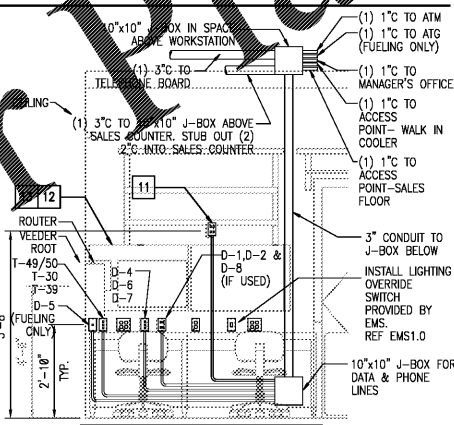 10"x10" J-BOX IN SPACE
ABOVE WORKSTATION
(1) 3"C TO
TELEPHONE BOARD
(1) 3"C TO 10"x10" J-BOX ABOVE
SALES COUNTER. STUB OUT (2)
2"C INTO SALES COUNTER
(1) 1"C TO ATM
(1) 1"C TO ATG
(FUELING ONLY)
(1) 1"C TO
MANAGER'S OFFICE
(1) 1"C TO
ACCESS
POINT- WALK IN
COOLER
(1) 1"C TO
ACCESS
POINT-SALES
FLOOR
12
11
ROUTER
VEEDER
ROOT
T-49/50
T-30
T-39
D-5
(FUELING
ONLY)
D-4
D-6
D-7
D-1,D-2 &
D-8
(IF USED)
3" CONDUIT TO
J-BOX BELOW
INSTALL LIGHTING
OVERRIDE
SWITCH
PROVIDED BY
EMS.
REF EMS1.0
2'-10"
TYP.
10"x10" J-BOX FOR
DATA & PHONE
LINES